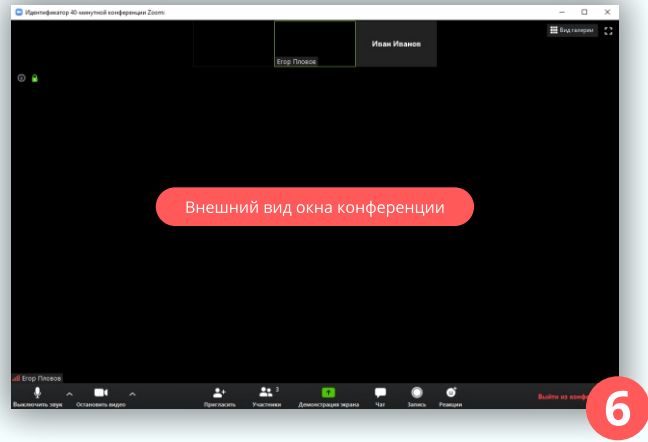 Идентификатор 40-минутной конференции Zoom:
Вид галереи
Иван Иванов
Егор Пловов
Внешний вид окна конференции
Егор Пловов
3
Выключить звук Остановить видео Пригласить Участники Демонстрация экрана Чат Запись Реакции Выйти из
6